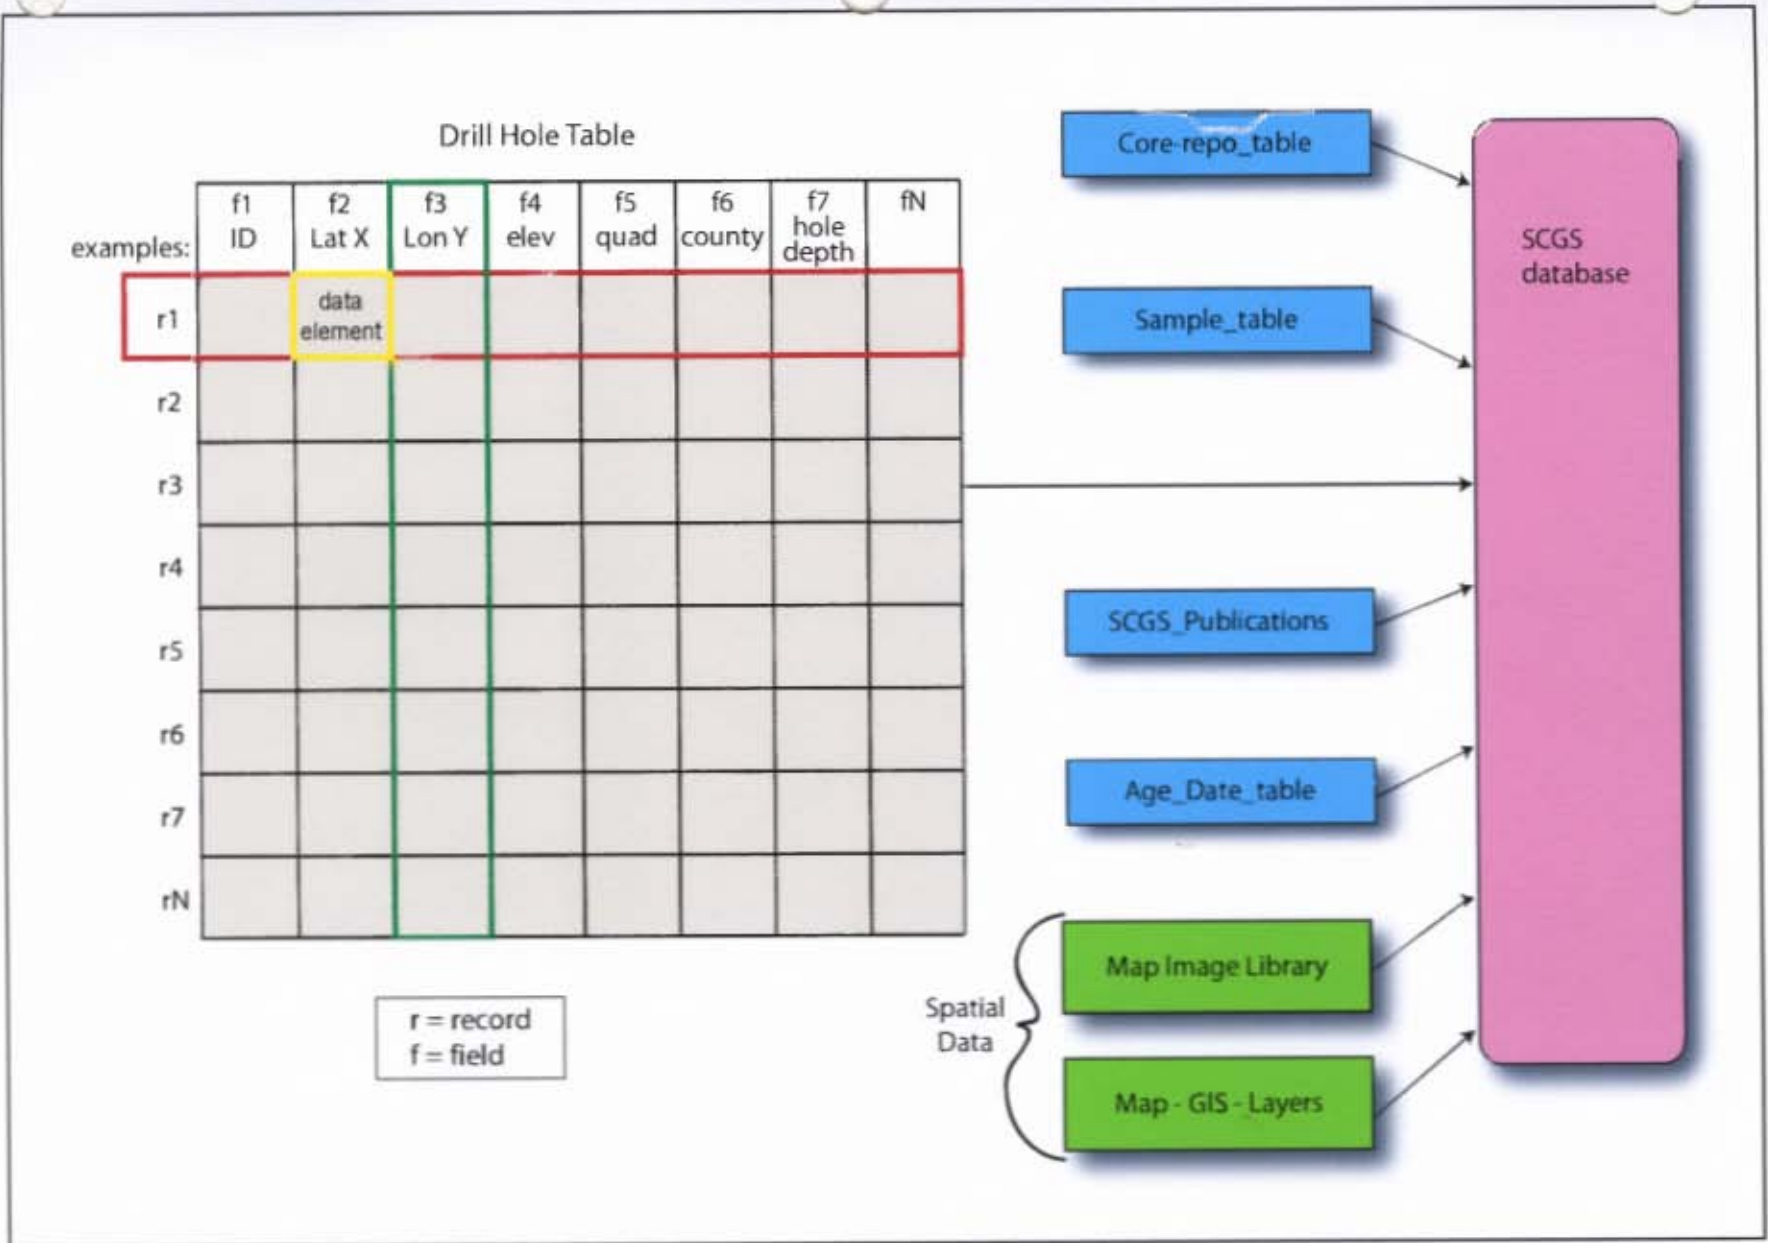 Drill Hole Table
examples:
f1
ID
f2
Lat X
f3
Lon Y
f4
elev
f5
quad
f6
county
f7
hole
depth
fN
r1
data
element
r2
r3
r4
r5
r6
r7
rN
r = record
f = field
Core-repo_table
Sample_table
SCGS_Publications
Age_Date_table
Spatial
Data
Map Image Library
Map - GIS - Layers
SCGS
database